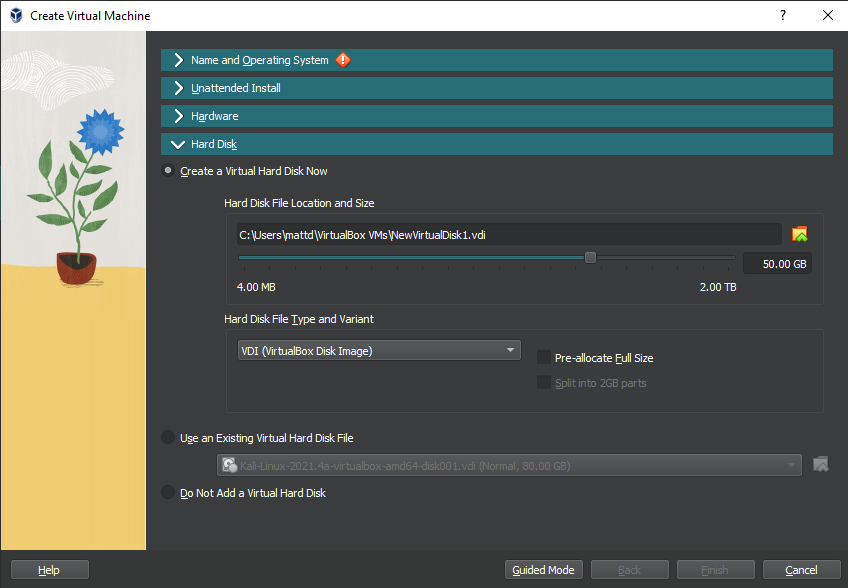 Create Virtual Machine
?
Name and Operating System
Unattended Install
Hardware
Hard Disk
Create a Virtual Hard Disk Now
Hard Disk File Location and Size
C:\Users\mattd\VirtualBox VMs\NewVirtualDisk1.vdi
50.00 GB
4.00 MB
2.00 TB
Hard Disk File Type and Variant
VDI (VirtualBox Disk Image)
Pre-allocate Full Size
Split into 2GB parts
Use an Existing Virtual Hard Disk File
Kali-Linux-2021.4a-virtualbox-amd64-disk001.vdi (Normal, 80.00 GB)
Do Not Add a Virtual Hard Disk
Help
Guided Mode
Back
Finish
Cancel